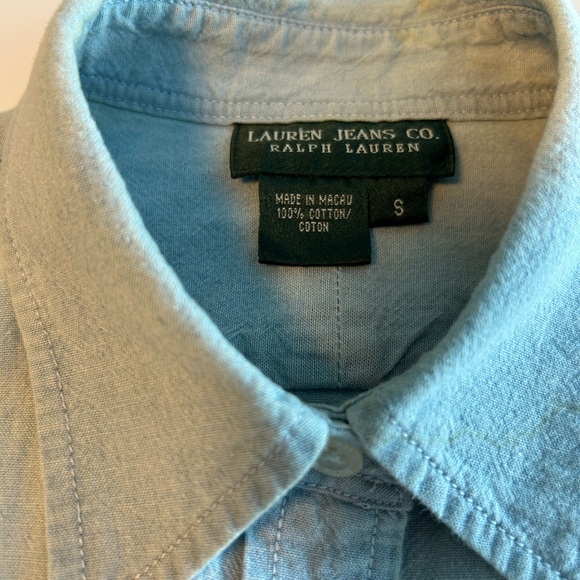 LAUREN JEANS CO.
RALPH LAUREN
MADE IN MACAU
100% COTTON/
COTON
S